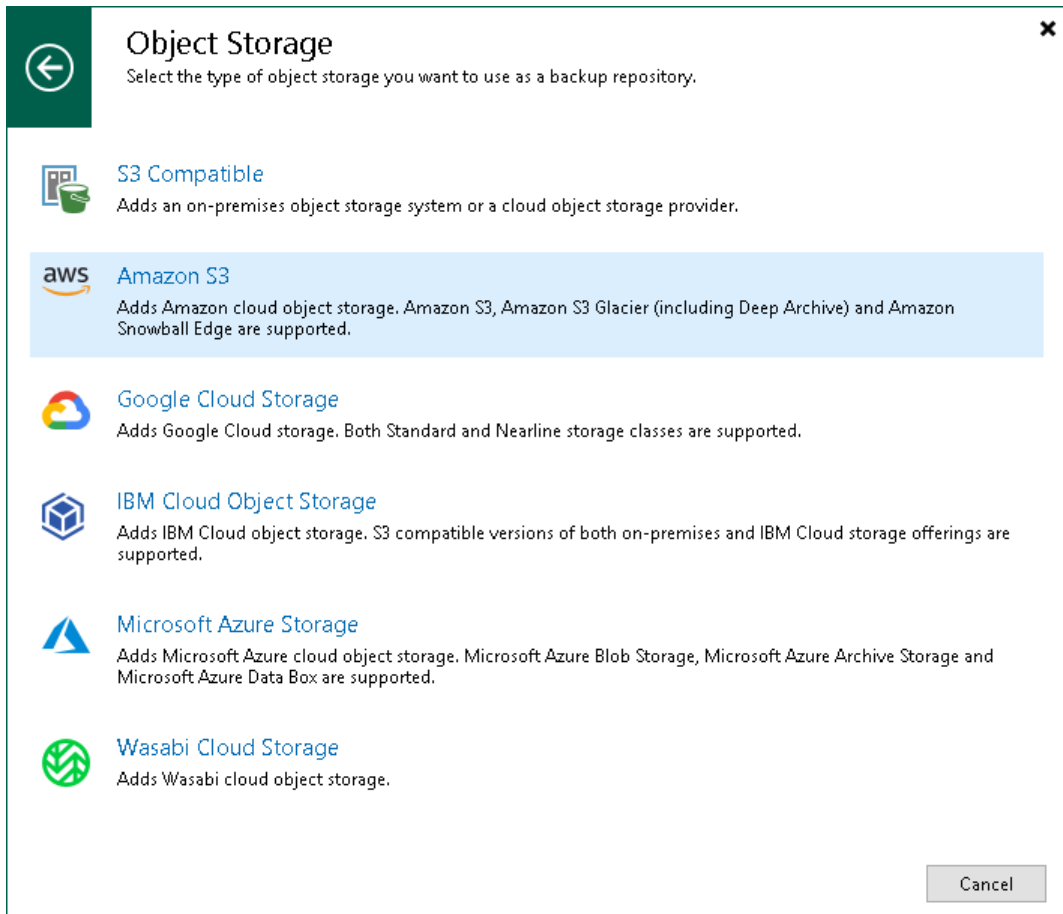 Object Storage
Select the type of object storage you want to use as a backup repository.
S3 Compatible
Adds an on-premises object storage system or a cloud object storage provider.
aws
Amazon S3
Adds Amazon cloud object storage. Amazon S3, Amazon S3 Glacier (including Deep Archive) and Amazon
Snowball Edge are supported.
Google Cloud Storage
Adds Google Cloud storage. Both Standard and Nearline storage classes are supported.
IBM Cloud Object Storage
Adds IBM Cloud object storage. S3 compatible versions of both on-premises and IBM Cloud storage offerings are
supported.
Microsoft Azure Storage
Adds Microsoft Azure cloud object storage. Microsoft Azure Blob Storage, Microsoft Azure Archive Storage and
Microsoft Azure Data Box are supported.
Wasabi Cloud Storage
Adds Wasabi cloud object storage.
Cancel